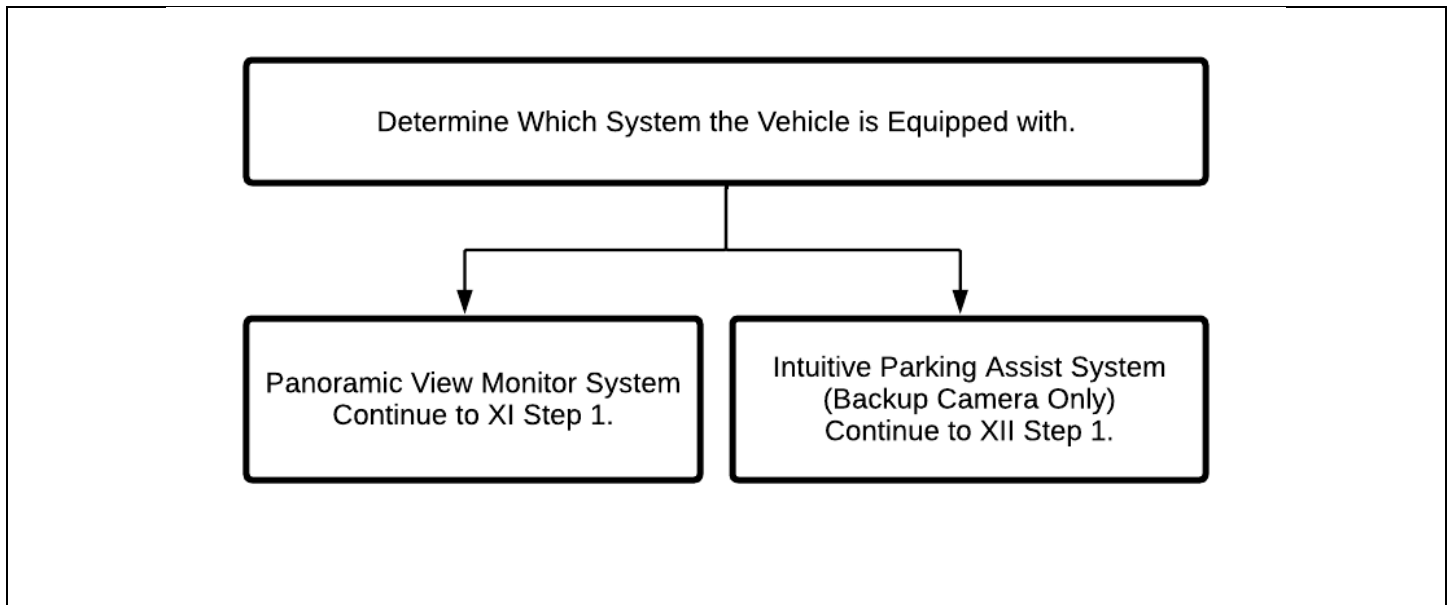 Determine Which System the Vehicle is Equipped with.
Panoramic View Monitor System
Continue to XI Step 1.
Intuitive Parking Assist System
(Backup Camera Only)
Continue to XII Step 1.